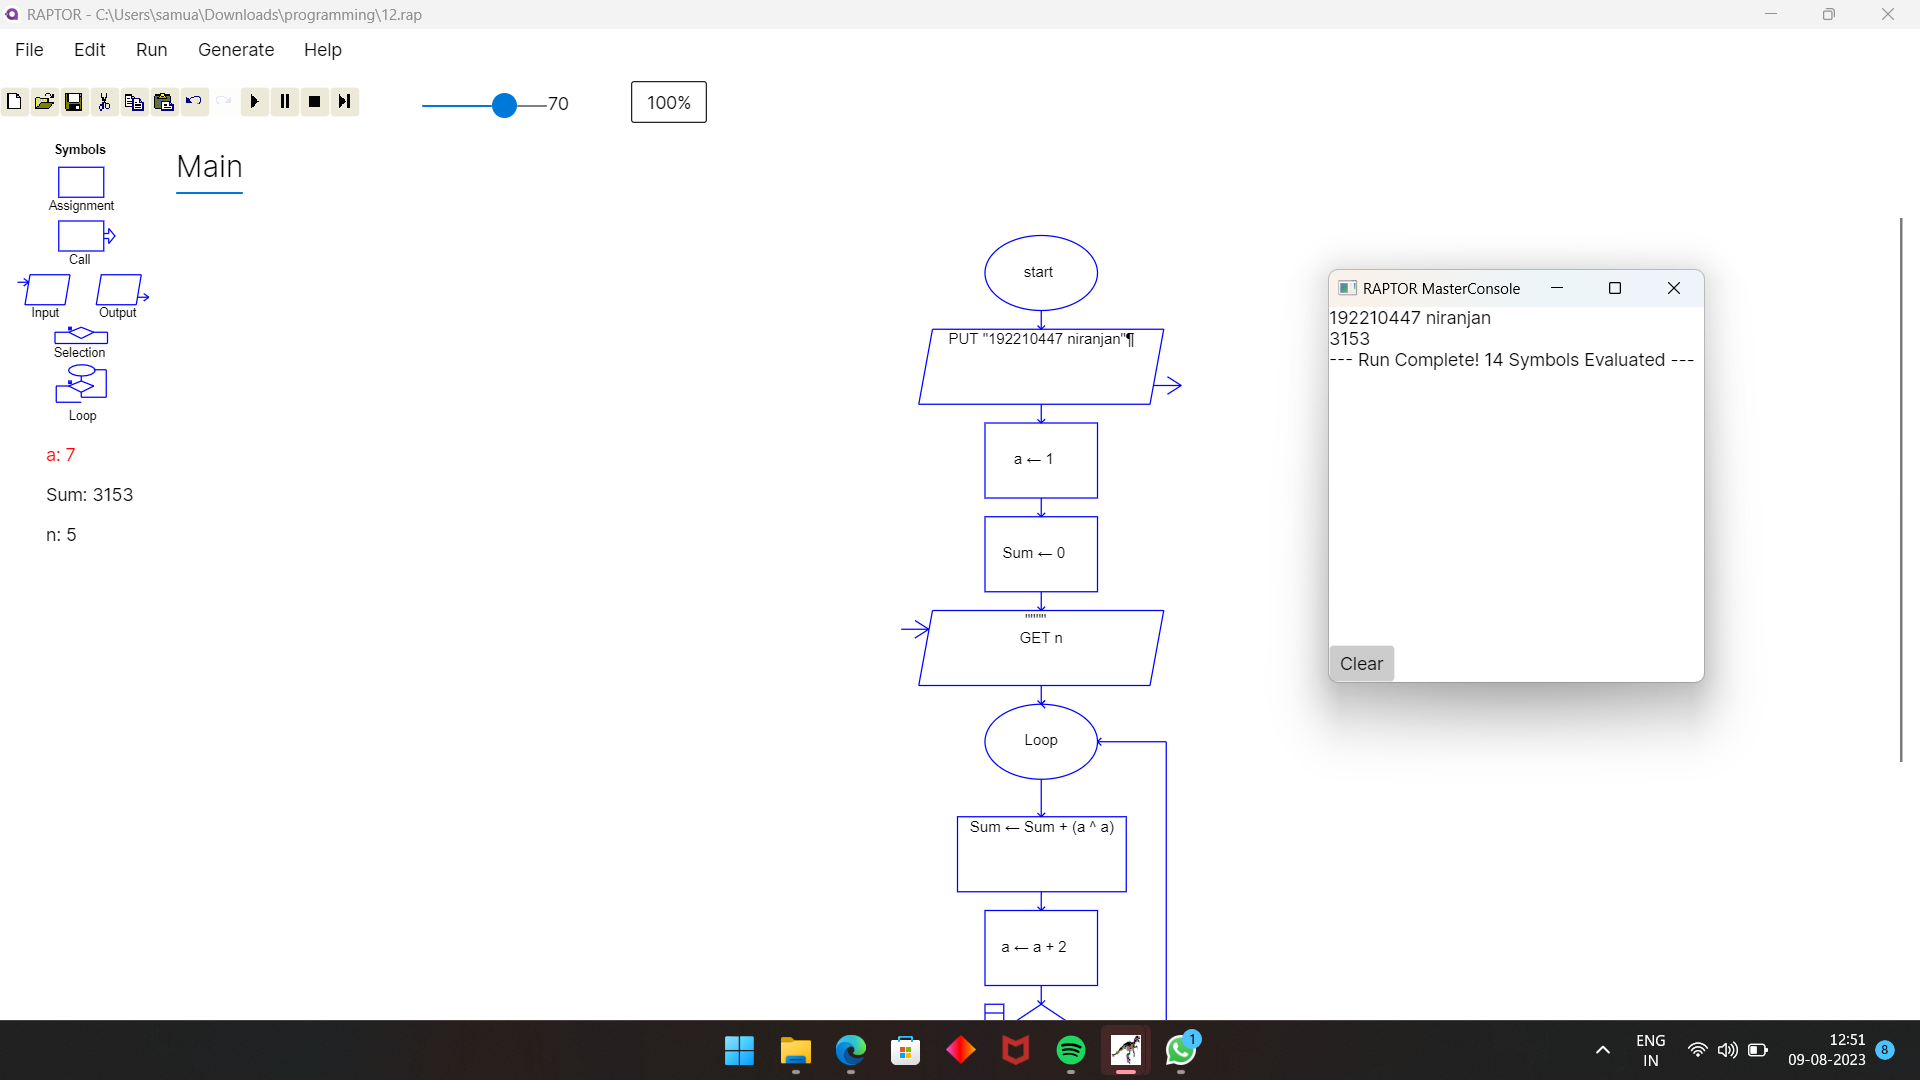 RAPTOR - C:\Users\samua\Downloads\programming\12.rap
File Edit Run Generate Help
70
100%
Symbols
Assignment
Call
Input Output
Selection
Loop
a: 7
Sum: 3153
n: 5
Main
start
PUT "192210447 niranjan"¶
a ← 1
Sum ← 0
""""
GET n
Loop
Sum ← Sum + (a ^ a)
a ← a + 2
RAPTOR MasterConsole
192210447 niranjan
3153
--- Run Complete! 14 Symbols Evaluated ---
Clear
1
ENG
IN
12:51
09-08-2023
8